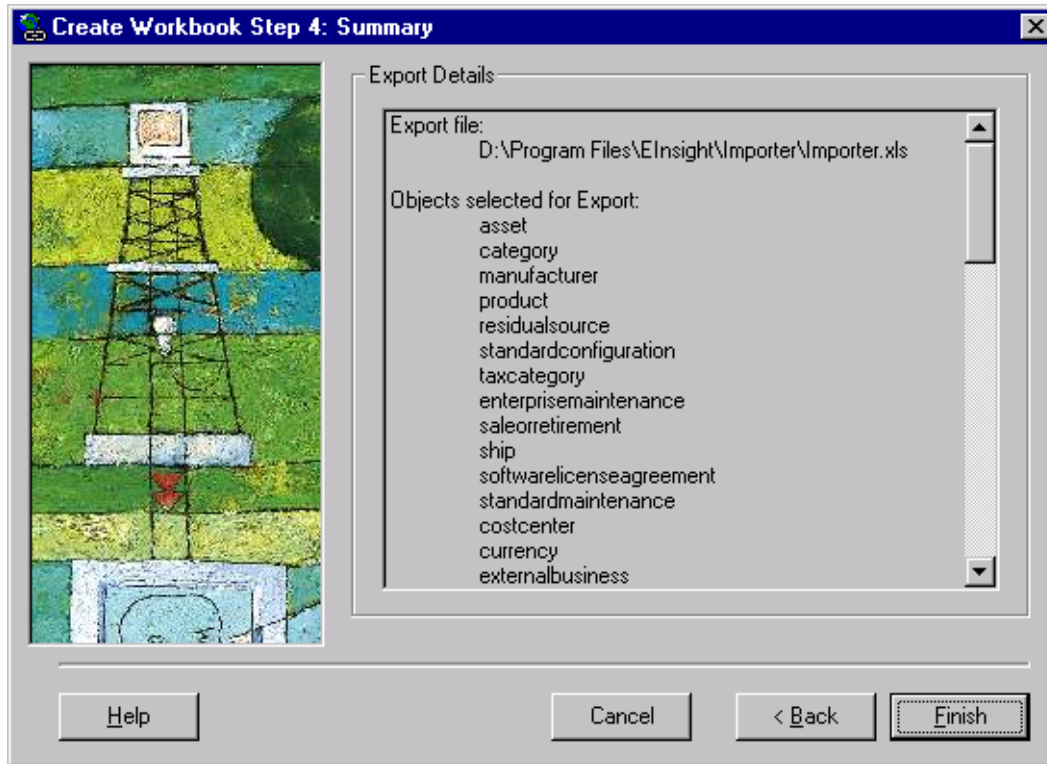 Create Workbook Step 4: Summary
Export Details
Export file:
D:\Program Files\EInsight\Importer\Importer.xls
Objects selected for Export:
asset
category
manufacturer
product
residualsource
standardconfiguration
taxcategory
enterprisemaintenance
saleorretirement
ship
softwarelicenseagreement
standardmaintenance
costcenter
currency
externalbusiness
Help
Cancel
< Back
Finish